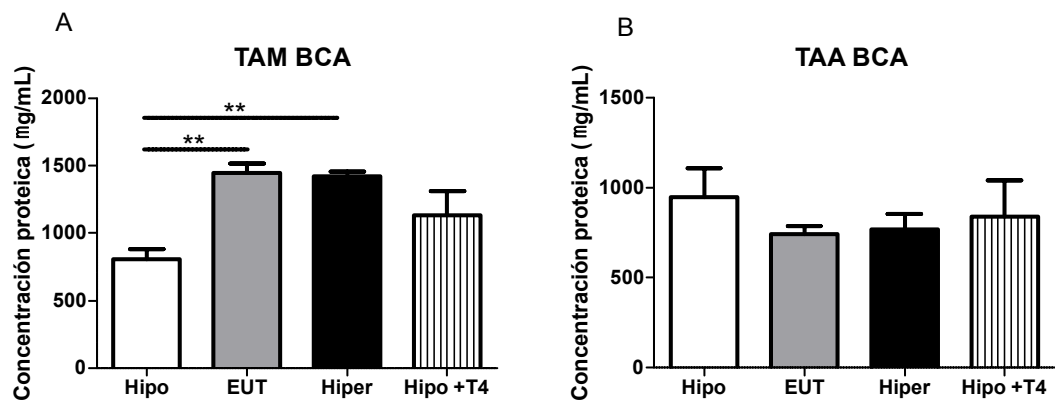 A
TAM BCA
Concentración proteica (mg/mL)
2000
1500
1000
500
0
**
**
Hipo EUT Hiper Hipo +T4
B
TAA BCA
Concentración proteica (mg/mL)
1500
1000
500
0
Hipo EUT Hiper Hipo +T4